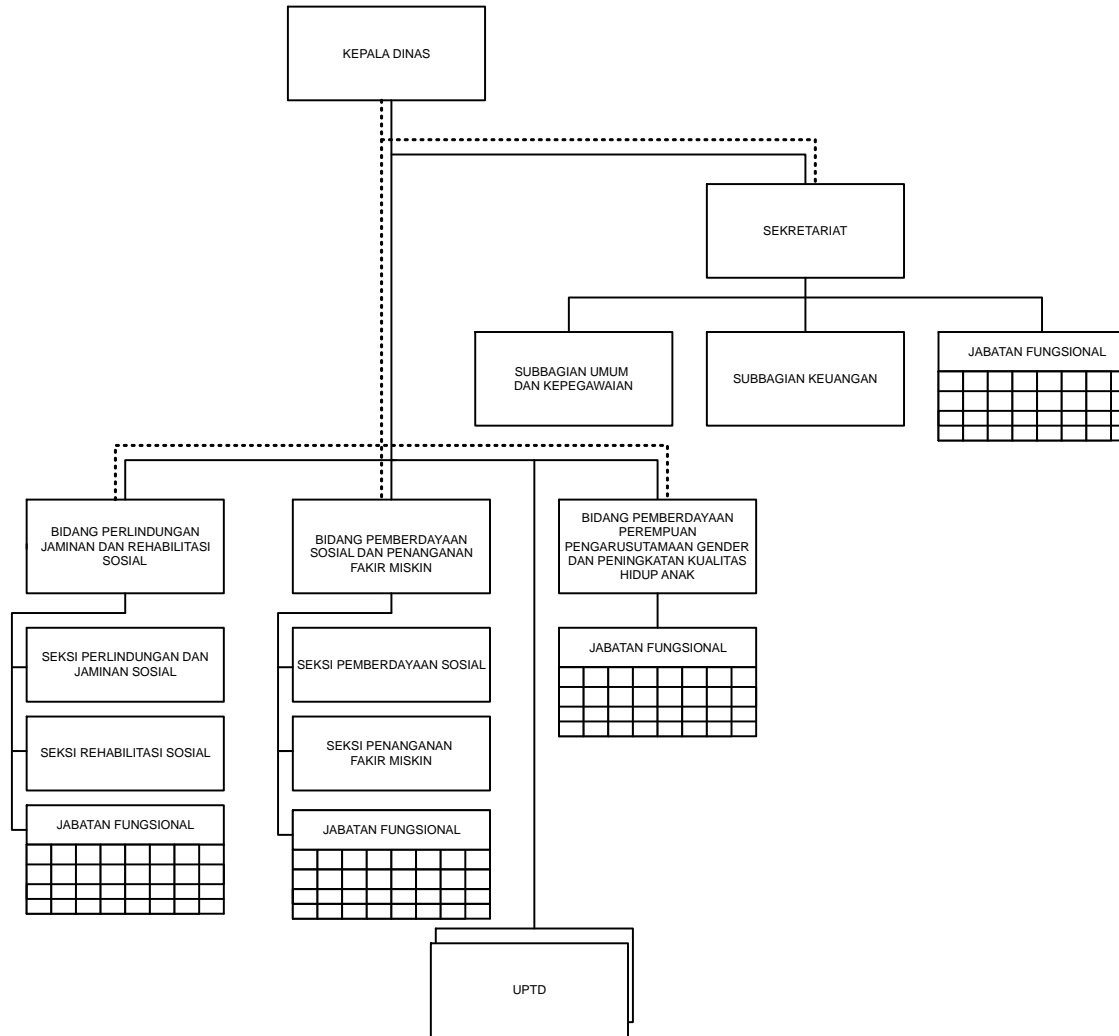 KEPALA DINAS
SEKRETARIAT
SUBBAGIAN UMUM
DAN KEPEGAWAIAN
SUBBAGIAN KEUANGAN
JABATAN FUNGSIONAL
BIDANG PERLINDUNGAN
JAMINAN DAN REHABILITASI
SOSIAL
BIDANG PEMBERDAYAAN
SOSIAL DAN PENANGANAN
FAKIR MISKIN
BIDANG PEMBERDAYAAN
PEREMPUAN
PENGARUSUTAMAAN GENDER
DAN PENINGKATAN KUALITAS
HIDUP ANAK
SEKSI PERLINDUNGAN DAN
JAMINAN SOSIAL
SEKSI PEMBERDAYAAN SOSIAL
JABATAN FUNGSIONAL
SEKSI REHABILITASI SOSIAL
SEKSI PENANGANAN
FAKIR MISKIN
JABATAN FUNGSIONAL
JABATAN FUNGSIONAL
UPTD